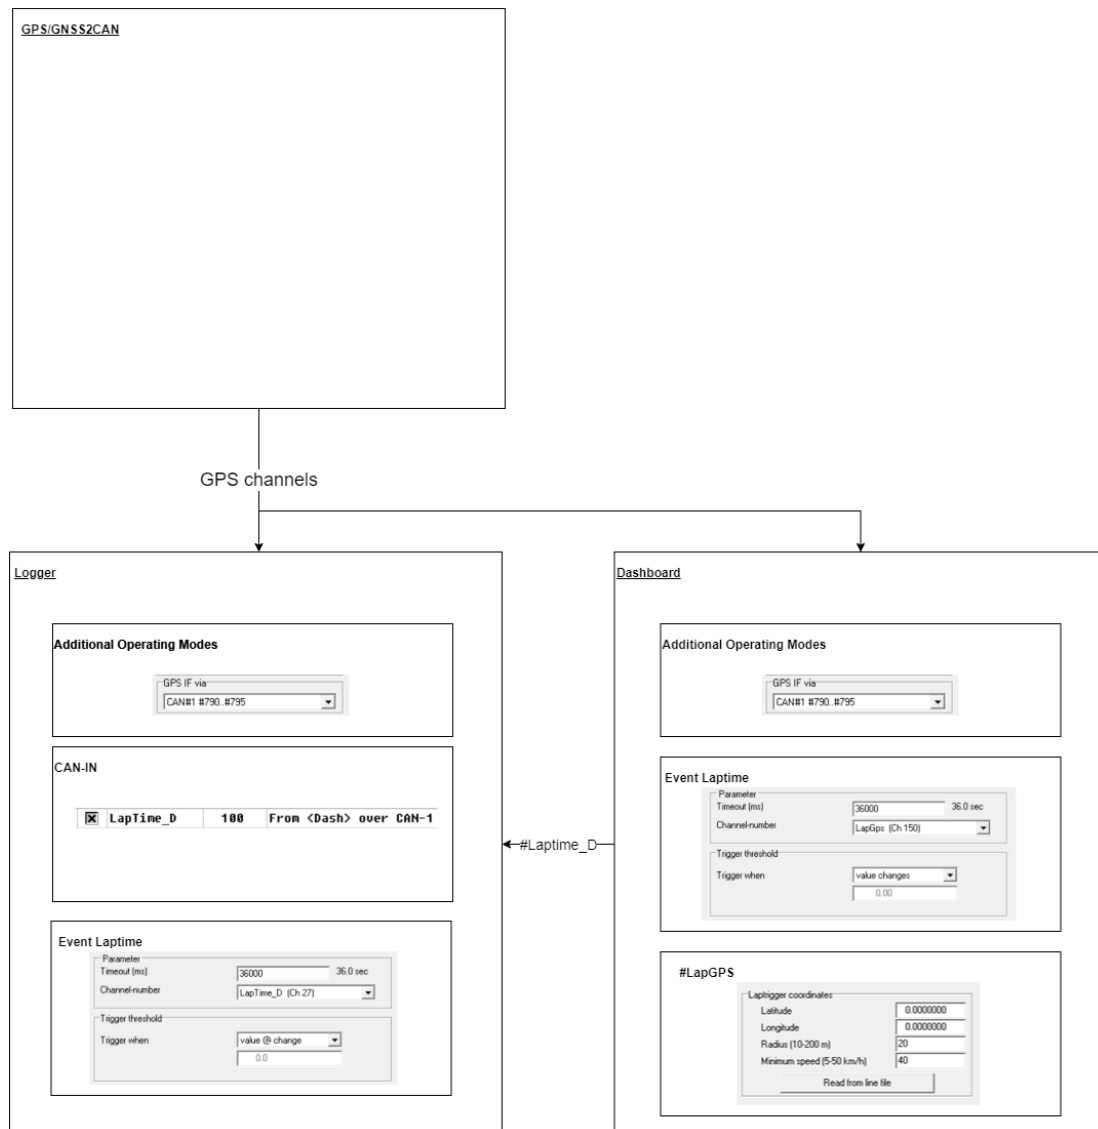 GPS/GNSS2CAN
GPS channels
Logger
Additional Operating Modes
GPS IF via
CAN#1 #790..#795
CAN-IN
LapTime_D 100 From <Dash> over CAN-1
Event Laptime
Parameter
Timeout (ms) 36000 36.0 sec
Channel-number LapTime_D (Ch 27)
Trigger threshold
Trigger when value @ change
0.0
#Laptime_D
Dashboard
Additional Operating Modes
GPS IF via
CAN#1 #790..#795
Event Laptime
Parameter
Timeout (ms) 36000 36.0 sec
Channel-number LapGps (Ch 150)
Trigger threshold
Trigger when value changes
0.00
#LapGPS
Laptrigger coordinates
Latitude 0.0000000
Longitude 0.0000000
Radius (10-200 m) 20
Minimum speed (5-50 km/h) 40
Read from line file